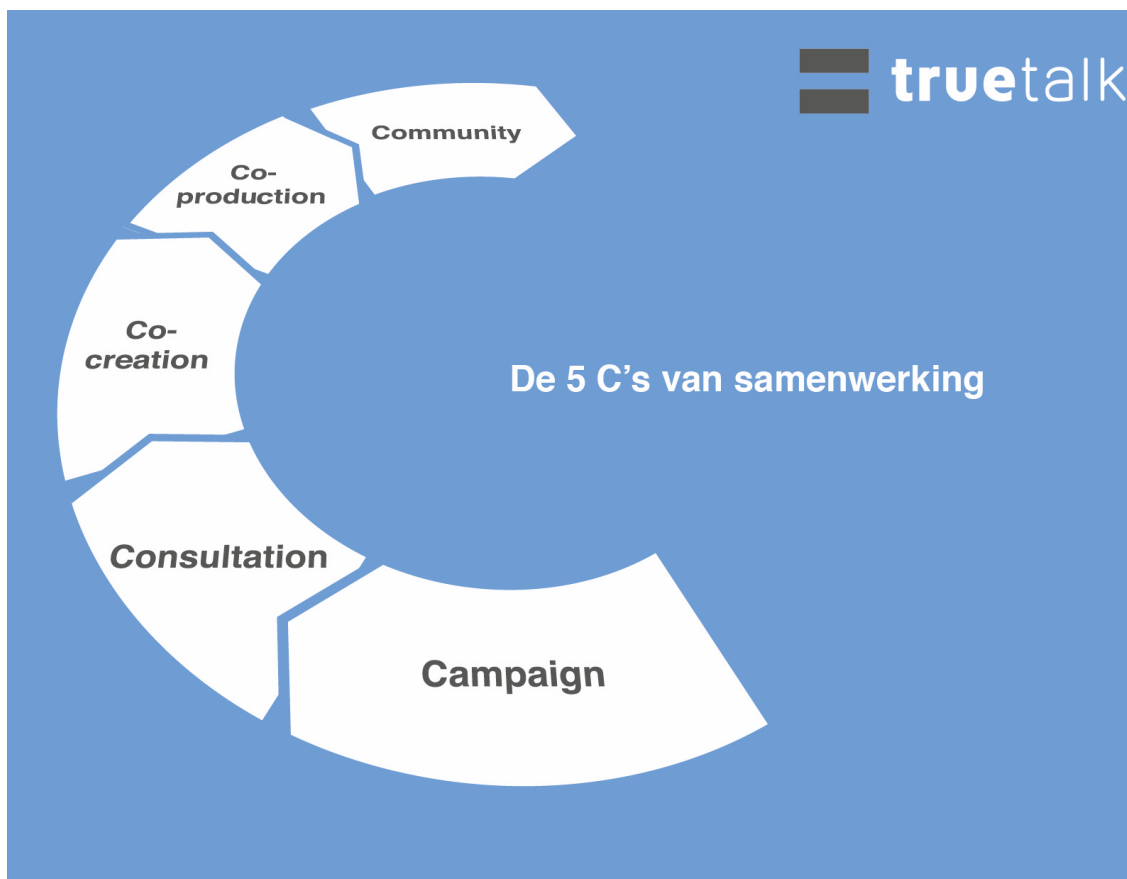 truetalk
Community
Co-
production
Co-
creation
De 5 C’s van samenwerking
Consultation
Campaign